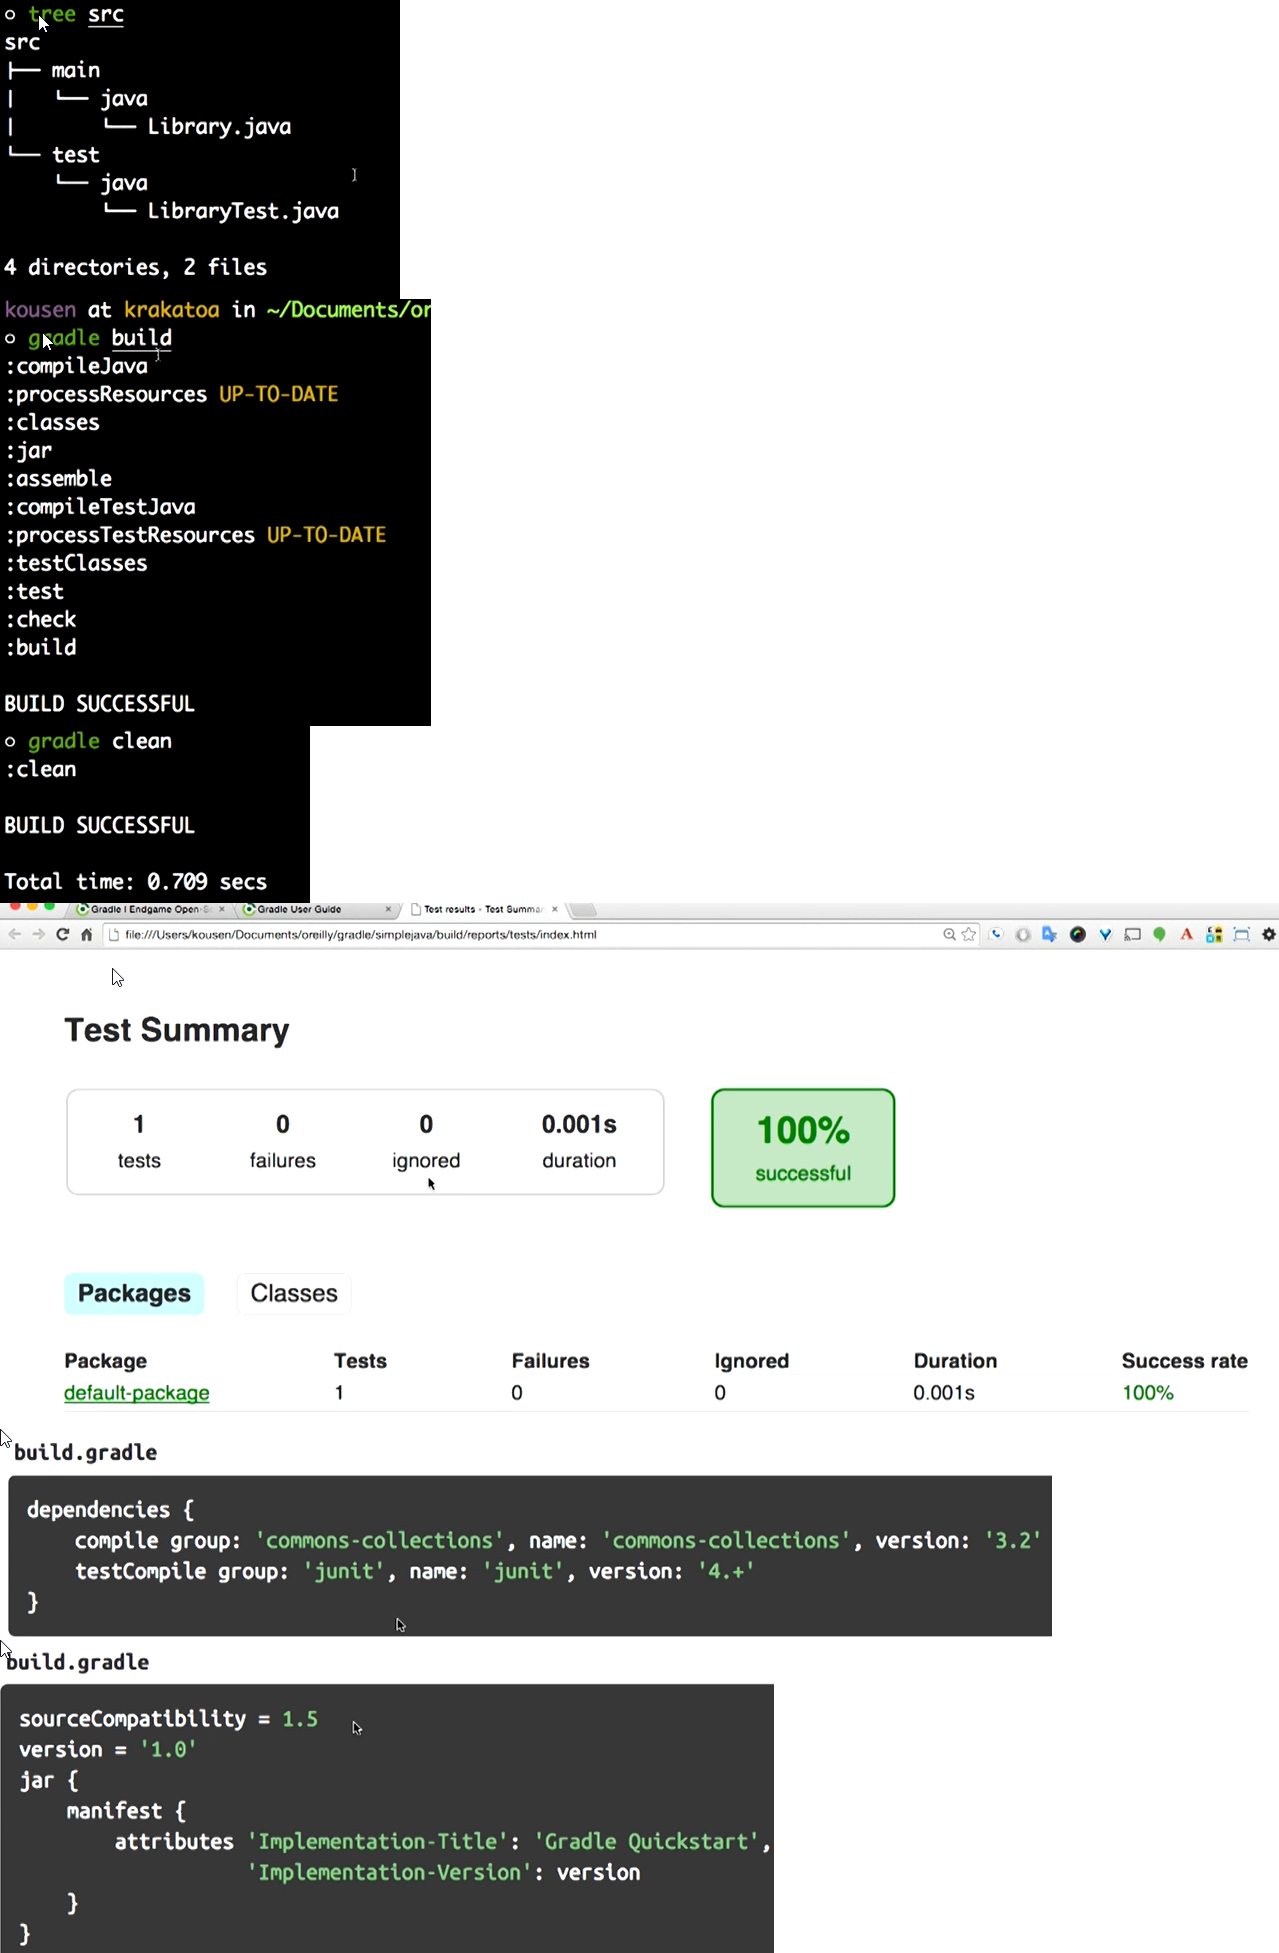 ○ tree src
src
├── main
│   └── java
│       └── Library.java
└── test
    └── java
        └── LibraryTest.java
4 directories, 2 files
kousen at krakatoa in ~/Documents/or
○ gradle build
:compileJava
:processResources UP-TO-DATE
:classes
:jar
:assemble
:compileTestJava
:processTestResources UP-TO-DATE
:testClasses
:test
:check
:build
BUILD SUCCESSFUL
○ gradle clean
:clean
BUILD SUCCESSFUL
Total time: 0.709 secs
Gradle | Endgame Open-S Gradle User Guide Test results - Test Summar
file:///Users/kousen/Documents/oreilly/gradle/simplejava/build/reports/tests/index.html
Test Summary
1 0 0 0.001s 100%
tests failures ignored duration successful
Packages Classes
Package Tests Failures Ignored Duration Success rate
default-package 1 0 0 0.001s 100%
build.gradle
dependencies {
    compile group: 'commons-collections', name: 'commons-collections', version: '3.2'
    testCompile group: 'junit', name: 'junit', version: '4.+'
}
build.gradle
sourceCompatibility = 1.5
version = '1.0'
jar {
    manifest {
        attributes 'Implementation-Title': 'Gradle Quickstart',
                   'Implementation-Version': version
    }
}